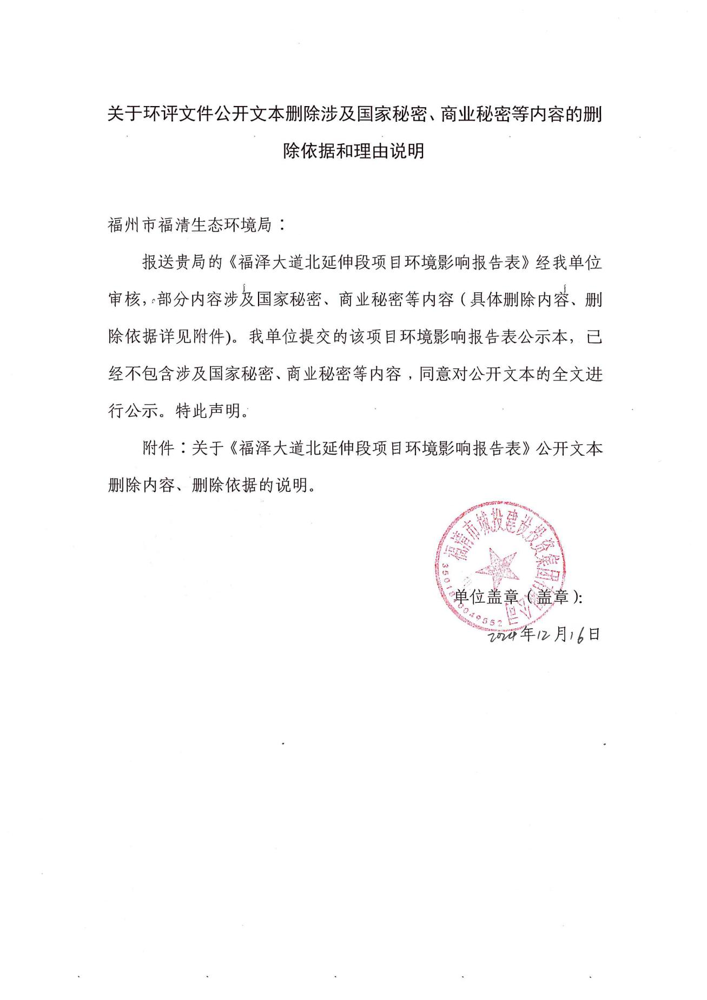 关于环评文件公开文本删除涉及国家秘密、商业秘密等内容的删
除依据和理由说明
福州市福清生态环境局：
报送贵局的《福泽大道北延伸段项目环境影响报告表》经我单位
审核，部分内容涉及国家秘密、商业秘密等内容（具体删除内容、删
除依据详见附件)。我单位提交的该项目环境影响报告表公示本，已
经不包含涉及国家秘密、商业秘密等内容，同意对公开文本的全文进
行公示。特此声明。
附件：关于《福泽大道北延伸段项目环境影响报告表》公开文本
删除内容、删除依据的说明。
福清市城投建设投资集团有限公司
单位盖章（盖章）：
2024年12月16日